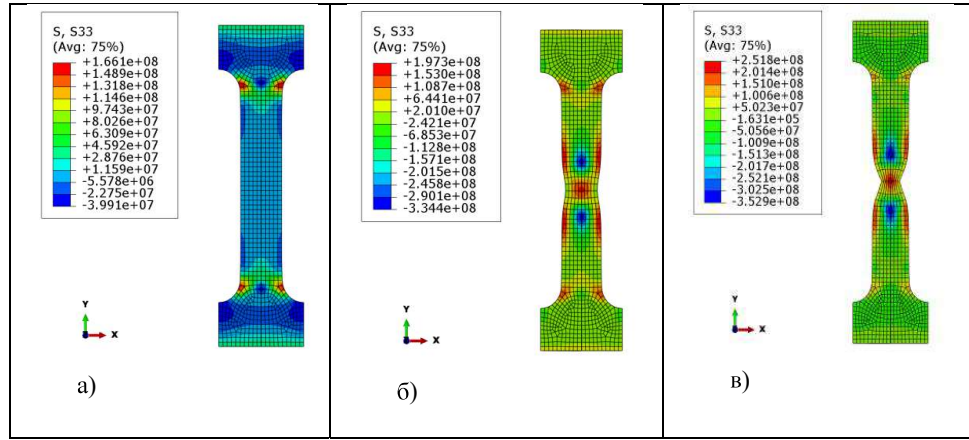 S, S33
(Avg: 75%)
+1.661e+08
+1.489e+08
+1.318e+08
+1.146e+08
+9.743e+07
+8.026e+07
+6.309e+07
+4.592e+07
+2.876e+07
+1.159e+07
-5.578e+06
-2.275e+07
-3.991e+07
Y
X
а)
S, S33
(Avg: 75%)
+1.973e+08
+1.530e+08
+1.087e+08
+6.441e+07
+2.010e+07
-2.421e+07
-6.853e+07
-1.128e+08
-1.571e+08
-2.015e+08
-2.458e+08
-2.901e+08
-3.344e+08
Y
X
б)
S, S33
(Avg: 75%)
+2.518e+08
+2.014e+08
+1.510e+08
+1.006e+08
+5.023e+07
-1.631e+05
-5.056e+07
-1.009e+08
-1.513e+08
-2.017e+08
-2.521e+08
-3.025e+08
-3.529e+08
Y
X
в)